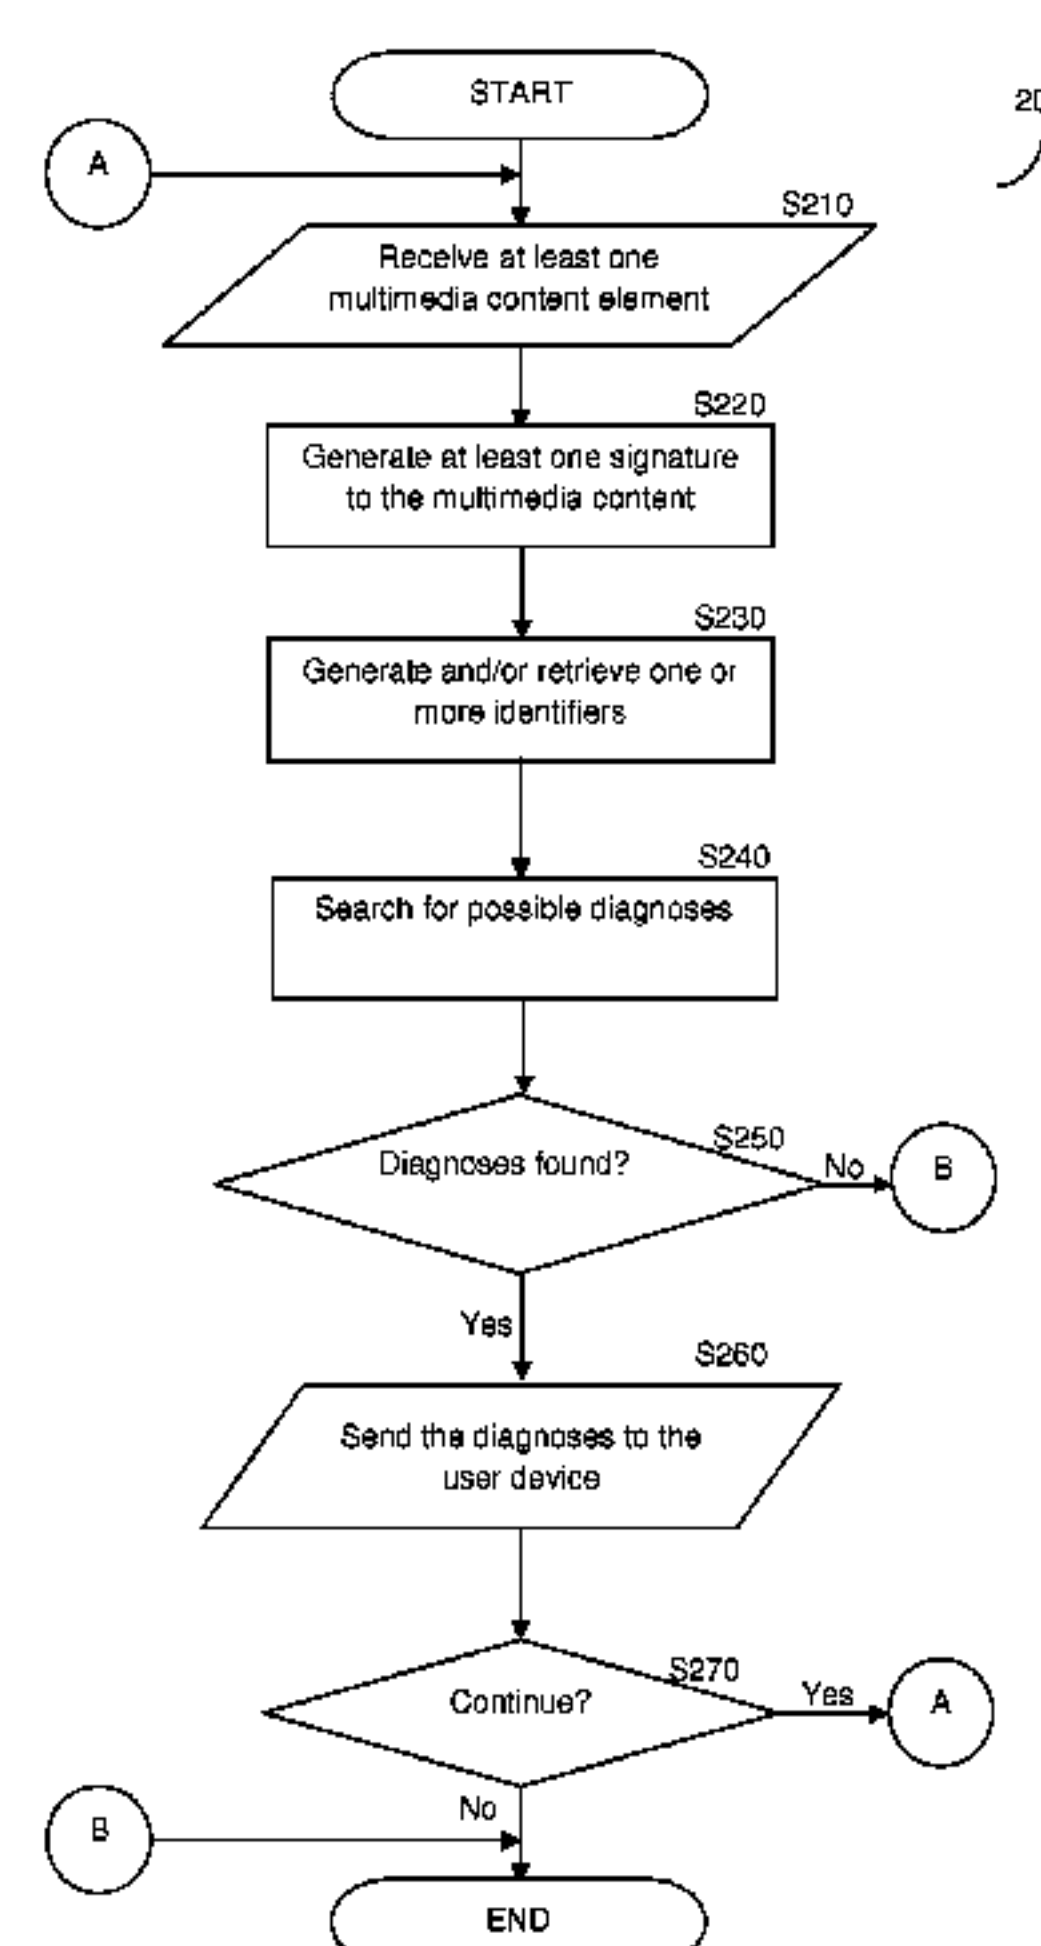 START
A
S210
Receive at least one
multimedia content element
S220
Generate at least one signature
to the multimedia content
S230
Generate and/or retrieve one or
more identifiers
S240
Search for possible diagnoses
S250
Diagnoses found?
No
B
Yes
S260
Send the diagnoses to the
user device
S270
Continue?
Yes
A
No
B
END